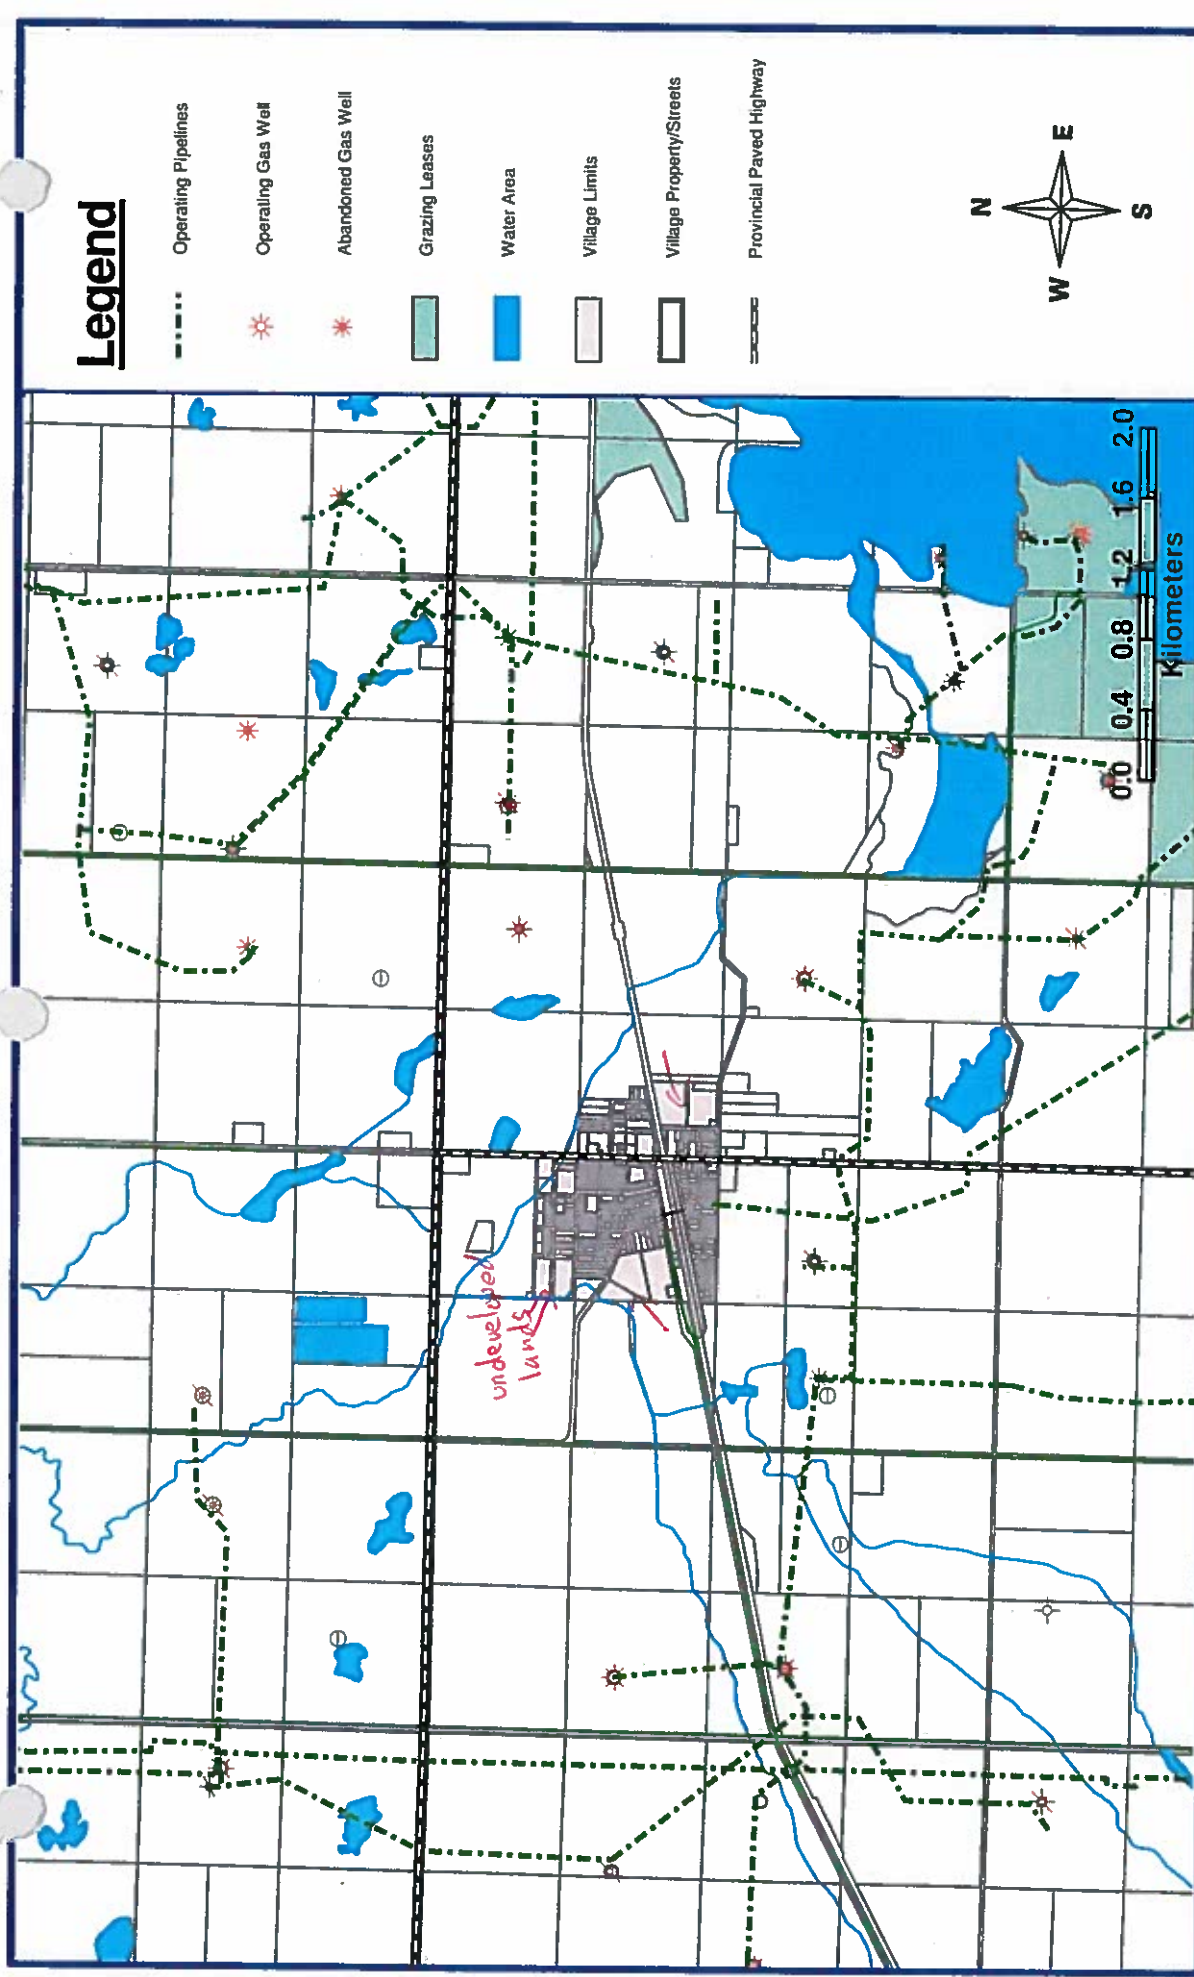 Legend
Operating Pipelines
Operating Gas Well
Abandoned Gas Well
Grazing Leases
Water Area
Village Limits
Village Property/Streets
Provincial Paved Highway
N
W
E
S
undeveloped
lands
0.0 0.4 0.8 1.2 1.6 2.0
Kilometers